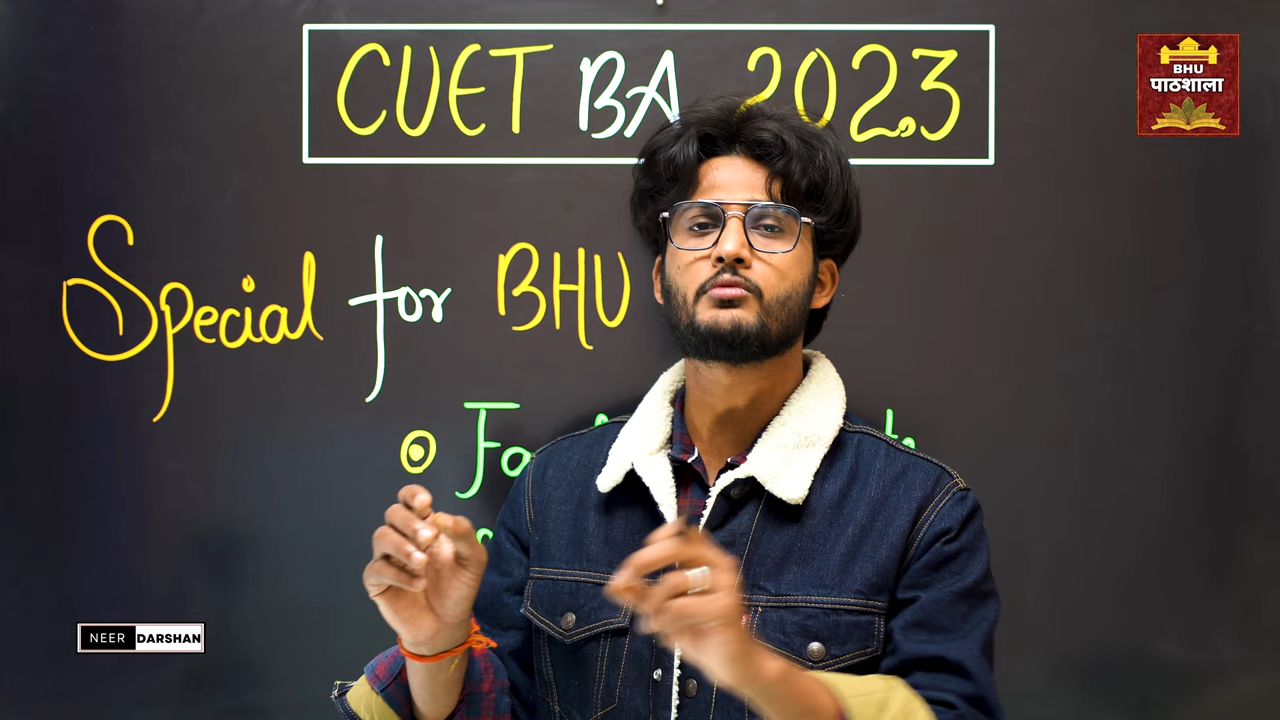 CUET BA 2023
BHU
पाठशाला
Special for BHU
NEER DARSHAN